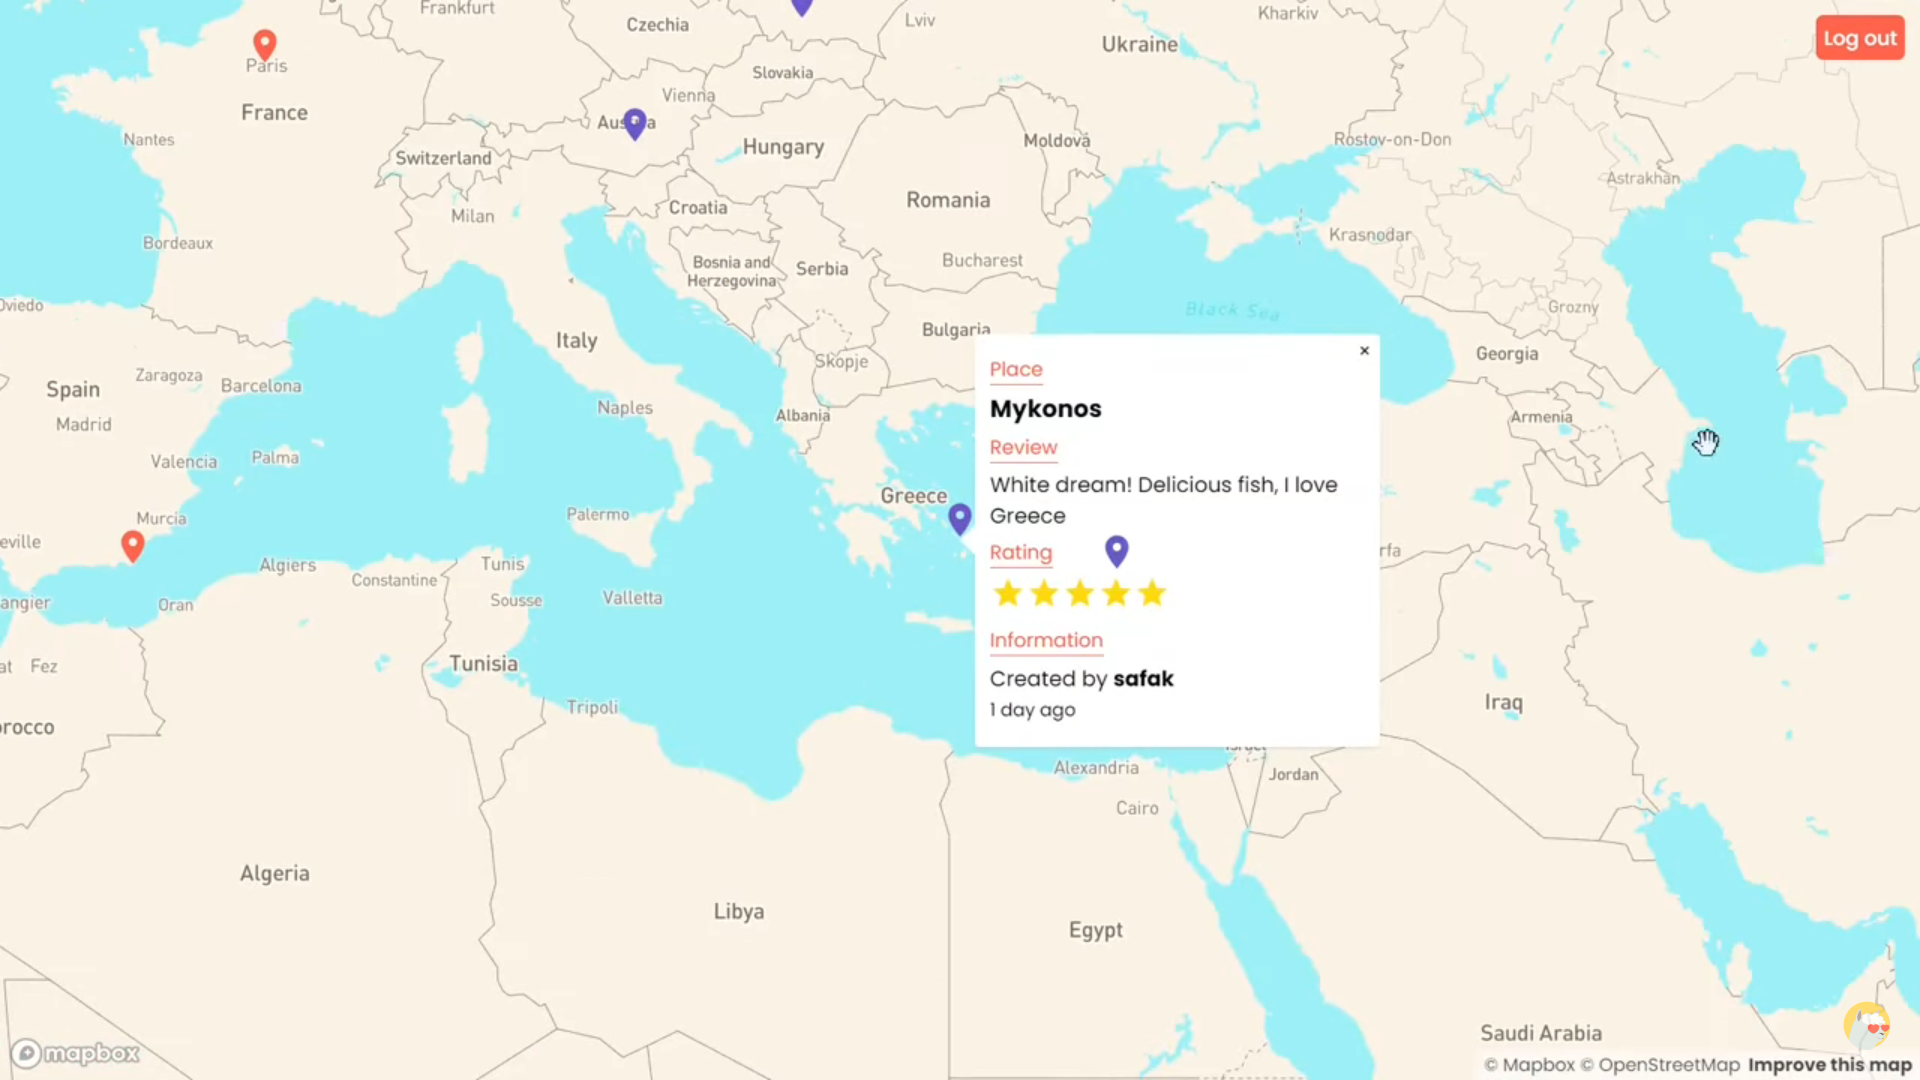 Frankfurt
Czechia
Lviv
Kharkiv
Ukraine
Log out
Paris
France
Slovakia
Vienna
Nantes
Switzerland
Hungary
Moldova
Rostov-on-Don
Astrakhan
Milan
Croatia
Romania
Bordeaux
Krasnodar
Bosnia and
Herzegovina
Serbia
Bucharest
Oviedo
Black Sea
Grozny
Italy
Bulgaria
Georgia
Skopje
Spain
Zaragoza
Barcelona
Madrid
Naples
Albania
Armenia
Valencia
Palma
Greece
Murcia
Palermo
eville
Algiers
Constantine
Tunis
rfa
angier
Oran
Sousse
Valletta
at
Fez
Tunisia
Tripoli
orocco
Iraq
Place
×
Mykonos
Review
White dream! Delicious fish, I love
Greece
Rating
Information
Created by safak
1 day ago
Alexandria
Jordan
Cairo
Algeria
Libya
Egypt
Saudi Arabia
mapbox
© Mapbox © OpenStreetMap Improve this map